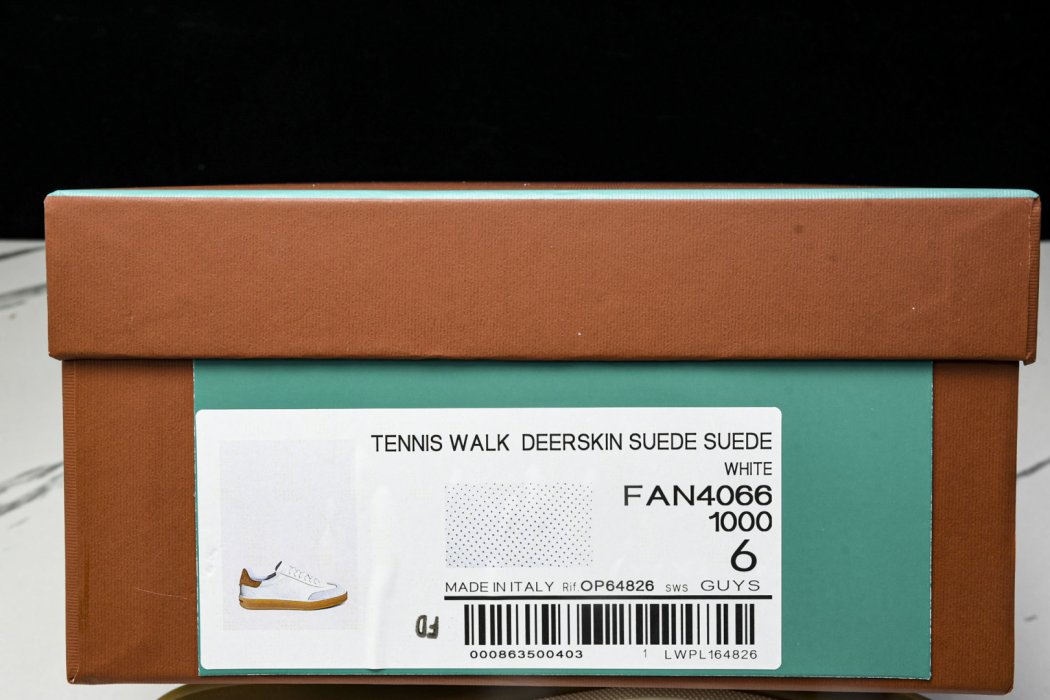 TENNIS WALK DEERSKIN SUEDE SUEDE
WHITE
FAN4066
1000
6
MADE IN ITALY Rif.OP64826 sws GUYS
FD
000863500403 1 LWPL164826